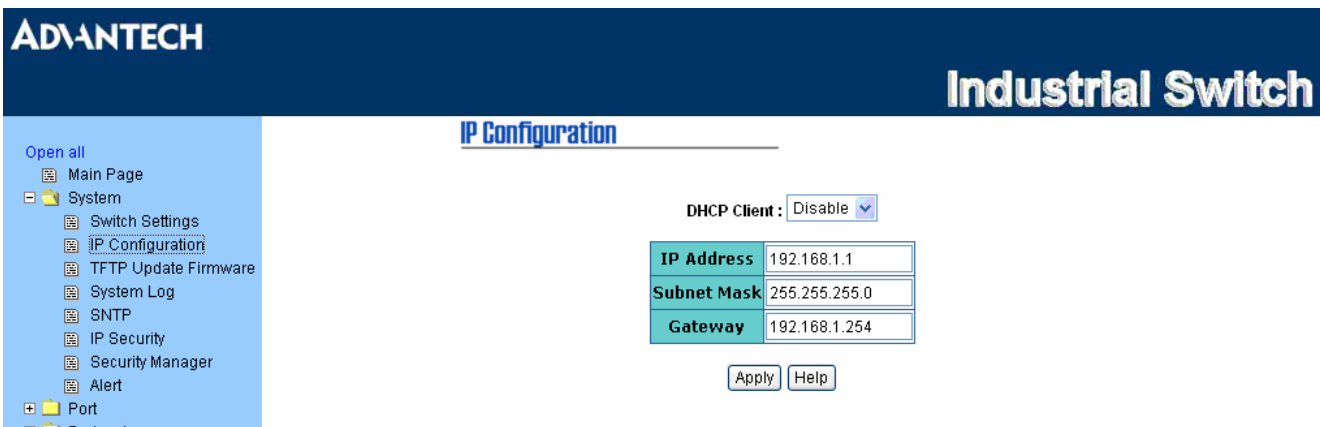 ADVANTECH
Industrial Switch
IP Configuration
Open all
Main Page
System
Switch Settings
IP Configuration
TFTP Update Firmware
System Log
SNTP
IP Security
Security Manager
Alert
Port
DHCP Client : Disable
IP Address 192.168.1.1
Subnet Mask 255.255.255.0
Gateway 192.168.1.254
Apply Help